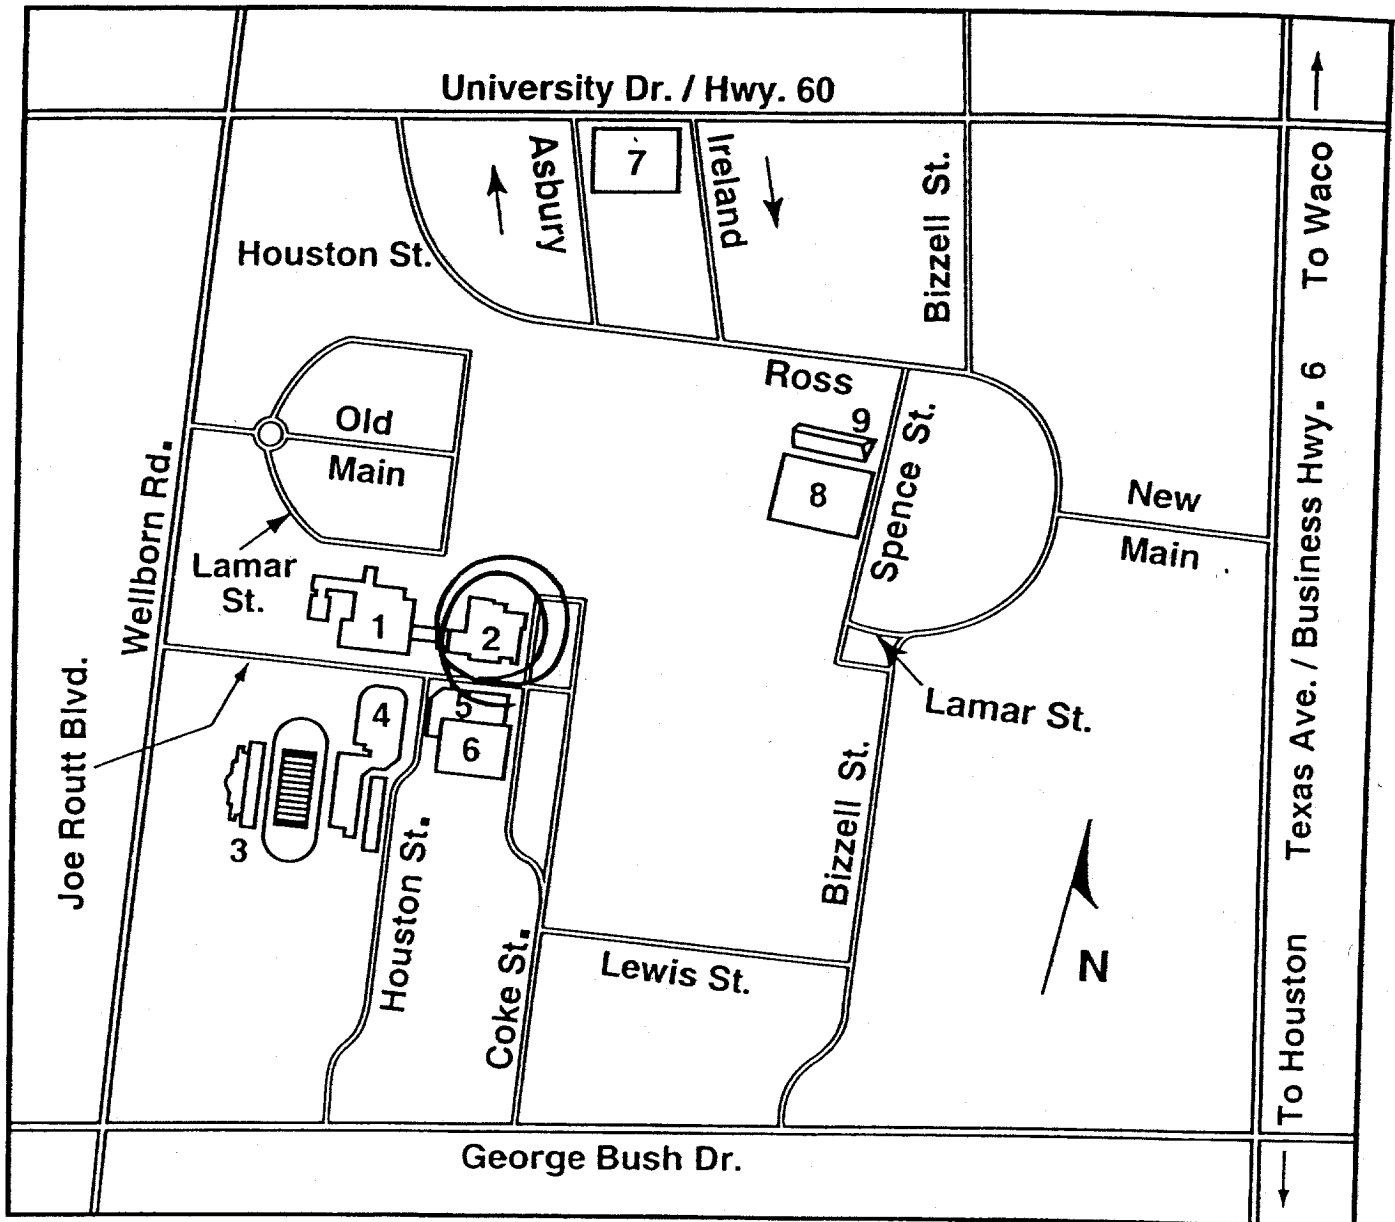 University Dr. / Hwy. 60
7
Asbury
Ireland
Bizzell St.
To Waco
Houston St.
Ross
9
Old
Main
8
Spence St.
New
Main
Wellborn Rd.
Lamar
St.
1
2
Texas Ave. / Business Hwy. 6
Lamar St.
Joe Routt Blvd.
4
5
6
3
Houston St.
Bizzell St.
N
Coke St.
Lewis St.
To Houston
George Bush Dr.